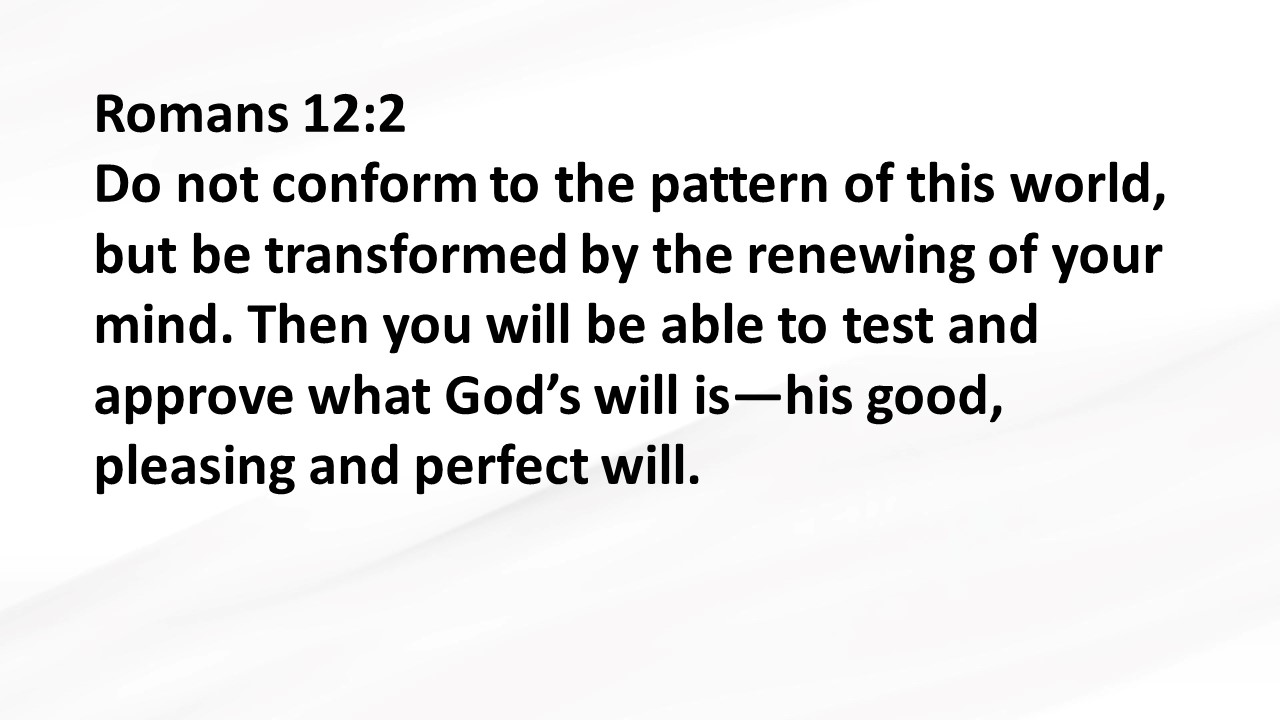 Romans 12:2
Do not conform to the pattern of this world,
but be transformed by the renewing of your
mind. Then you will be able to test and
approve what God’s will is—his good,
pleasing and perfect will.